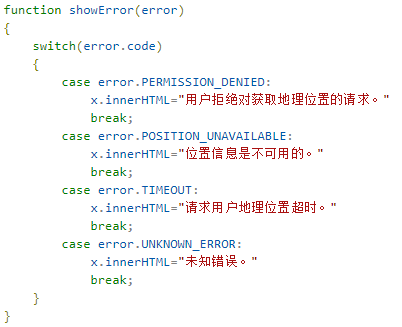 function showError(error)
{
    switch(error.code)
    {
        case error.PERMISSION_DENIED:
            x.innerHTML="用户拒绝对获取地理位置的请求。"
            break;
        case error.POSITION_UNAVAILABLE:
            x.innerHTML="位置信息是不可用的。"
            break;
        case error.TIMEOUT:
            x.innerHTML="请求用户地理位置超时。"
            break;
        case error.UNKNOWN_ERROR:
            x.innerHTML="未知错误。"
            break;
    }
}